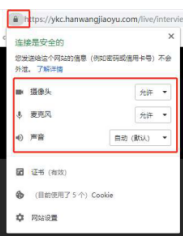 https://ykc.hanwangjiaoyu.com/live/intervie
连接是安全的
您发送给这个网站的信息（例如密码或信用卡号）不会
外泄。 了解详情
摄像头 允许
麦克风 允许
声音 自动（默认）
证书（有效）
（目前使用了 5 个）Cookie
网站设置